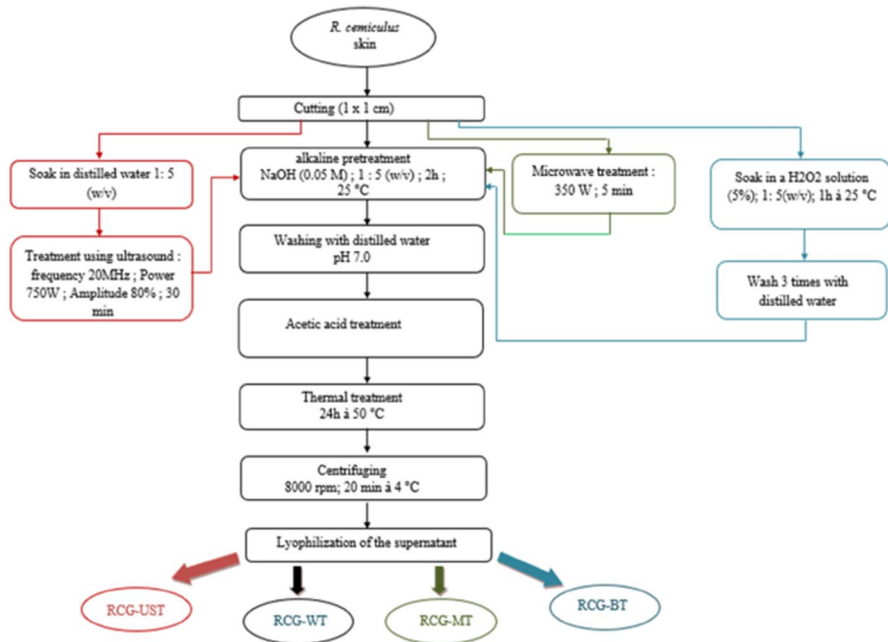 R. cemiculus
skin
Cutting (1 x 1 cm)
Soak in distilled water 1: 5
(w/v)
Treatment using ultrasound :
frequency 20MHz ; Power
750W ; Amplitude 80% ; 30
min
alkaline pretreatment
NaOH (0.05 M) ; 1 : 5 (w/v) ; 2h ;
25 °C
Microwave treatment :
350 W ; 5 min
Soak in a H2O2 solution
(5%); 1: 5(w/v); 1h à 25 °C
Wash 3 times with
distilled water
Washing with distilled water
pH 7.0
Acetic acid treatment
Thermal treatment
24h à 50 °C
Centrifuging
8000 rpm; 20 min à 4 °C
Lyophilization of the supernatant
RCG-UST
RCG-WT
RCG-MT
RCG-BT